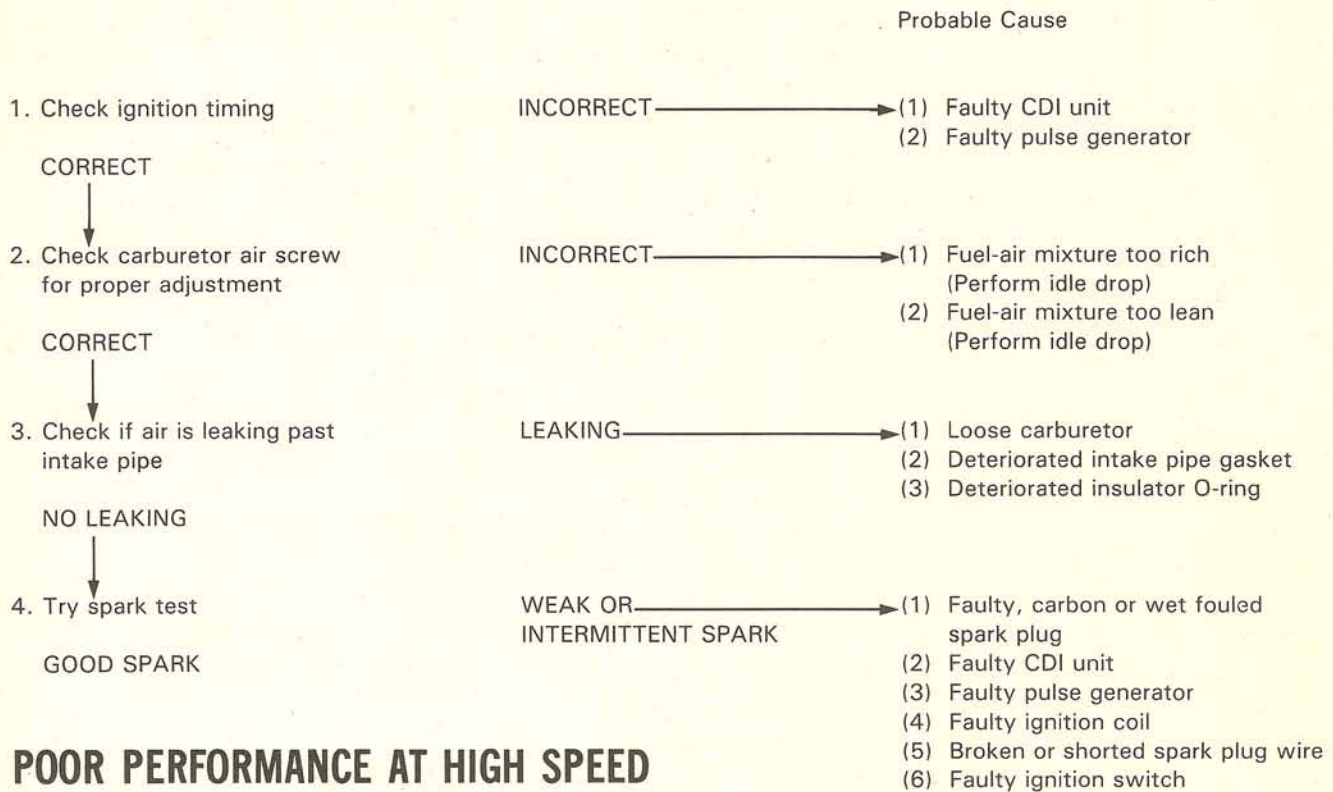 Probable Cause
1. Check ignition timing
INCORRECT
(1) Faulty CDI unit
(2) Faulty pulse generator
CORRECT
2. Check carburetor air screw
for proper adjustment
INCORRECT
(1) Fuel-air mixture too rich
(Perform idle drop)
(2) Fuel-air mixture too lean
(Perform idle drop)
CORRECT
3. Check if air is leaking past
intake pipe
LEAKING
(1) Loose carburetor
(2) Deteriorated intake pipe gasket
(3) Deteriorated insulator O-ring
NO LEAKING
4. Try spark test
WEAK OR
INTERMITTENT SPARK
(1) Faulty, carbon or wet fouled
spark plug
(2) Faulty CDI unit
(3) Faulty pulse generator
(4) Faulty ignition coil
(5) Broken or shorted spark plug wire
(6) Faulty ignition switch
GOOD SPARK
POOR PERFORMANCE AT HIGH SPEED